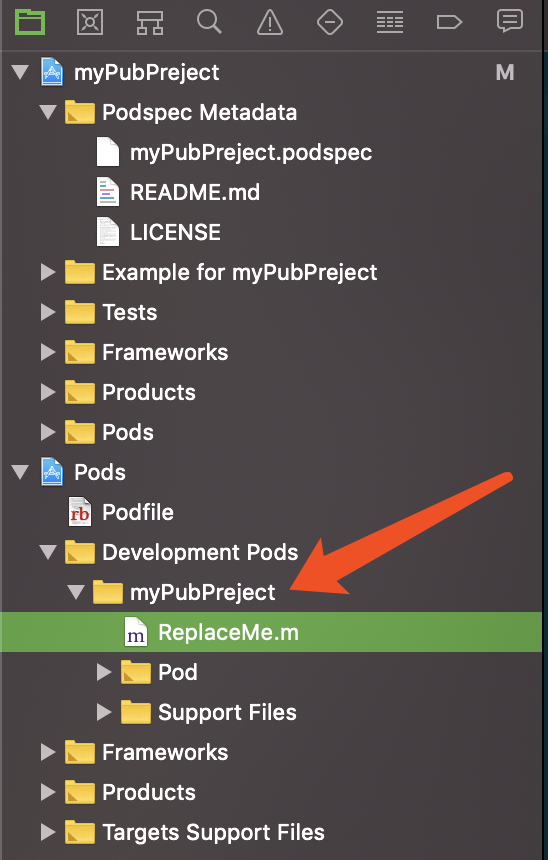 myPubPreject
M
Podspec Metadata
myPubPreject.podspec
README.md
LICENSE
Example for myPubPreject
Tests
Frameworks
Products
Pods
Pods
rb Podfile
Development Pods
myPubPreject
m ReplaceMe.m
Pod
Support Files
Frameworks
Products
Targets Support Files